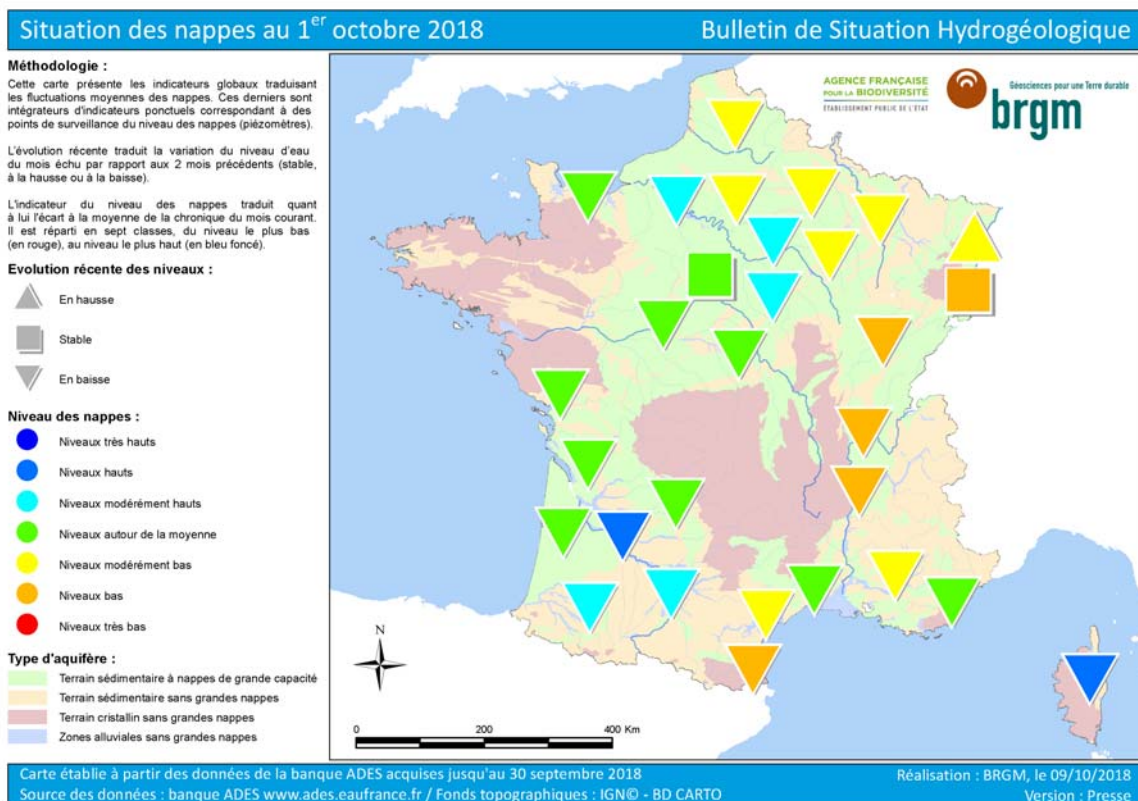 Situation des nappes au 1er octobre 2018
Bulletin de Situation Hydrogéologique
Méthodologie :
Cette carte présente les indicateurs globaux traduisant
les fluctuations moyennes des nappes. Ces derniers sont
intégrateurs d'indicateurs ponctuels correspondant à des
points de surveillance du niveau des nappes (piézomètres).
L'évolution récente traduit la variation du niveau d'eau
du mois échu par rapport aux 2 mois précédents (stable,
à la hausse ou à la baisse).
L'indicateur du niveau des nappes traduit quant
à lui l'écart à la moyenne de la chronique du mois courant.
Il est réparti en sept classes, du niveau le plus bas
(en rouge), au niveau le plus haut (en bleu foncé).
Evolution récente des niveaux :
En hausse
Stable
En baisse
Niveau des nappes :
Niveaux très hauts
Niveaux hauts
Niveaux modérément hauts
Niveaux autour de la moyenne
Niveaux modérément bas
Niveaux bas
Niveaux très bas
Type d'aquifère :
Terrain sédimentaire à nappes de grande capacité
Terrain sédimentaire sans grandes nappes
Terrain cristallin sans grandes nappes
Zones alluviales sans grandes nappes
AGENCE FRANÇAISE
POUR LA BIODIVERSITÉ
ÉTABLISSEMENT PUBLIC DE L'ÉTAT
Géosciences pour une Terre durable
brgm
N
0 200 400 Km
Carte établie à partir des données de la banque ADES acquises jusqu'au 30 septembre 2018
Source des données : banque ADES www.ades.eaufrance.fr / Fonds topographiques : IGN© - BD CARTO
Réalisation : BRGM, le 09/10/2018
Version : Presse